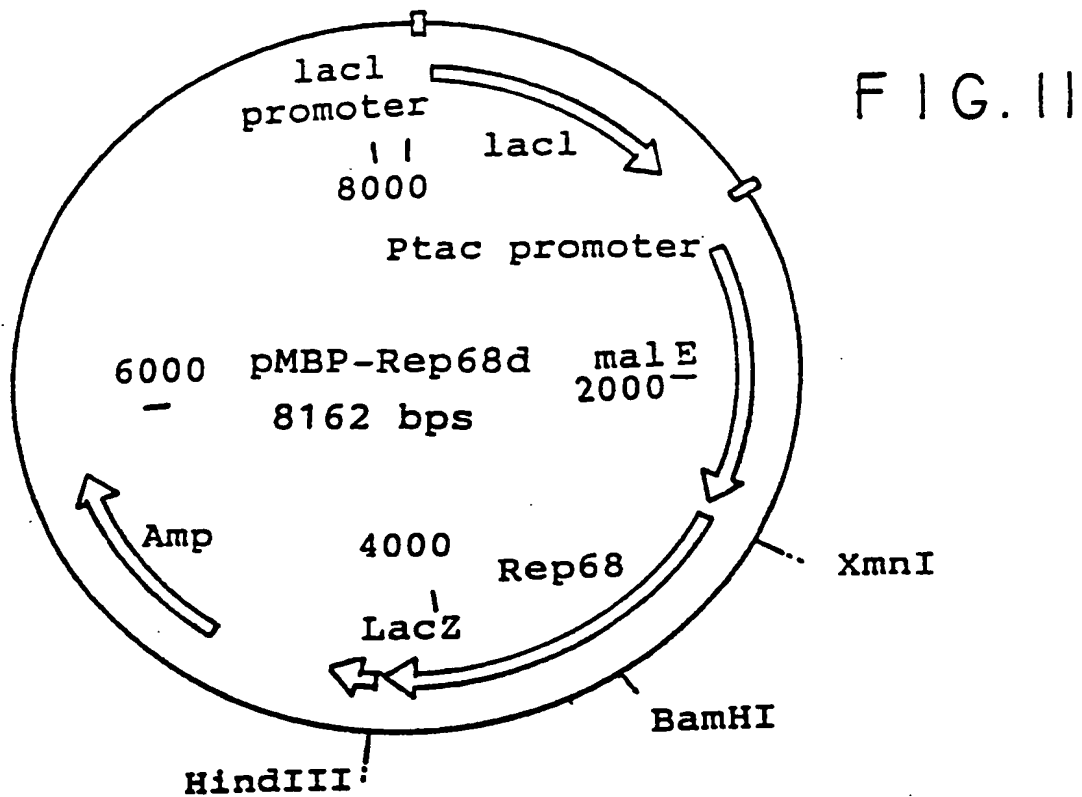 FIG. 11
lacl
promoter
lacl
8000
Ptac promoter
6000
pMBP-Rep68d
8162 bps
mal E
2000
Amp
4000
Rep68
XmnI
LacZ
BamHI
HindIII